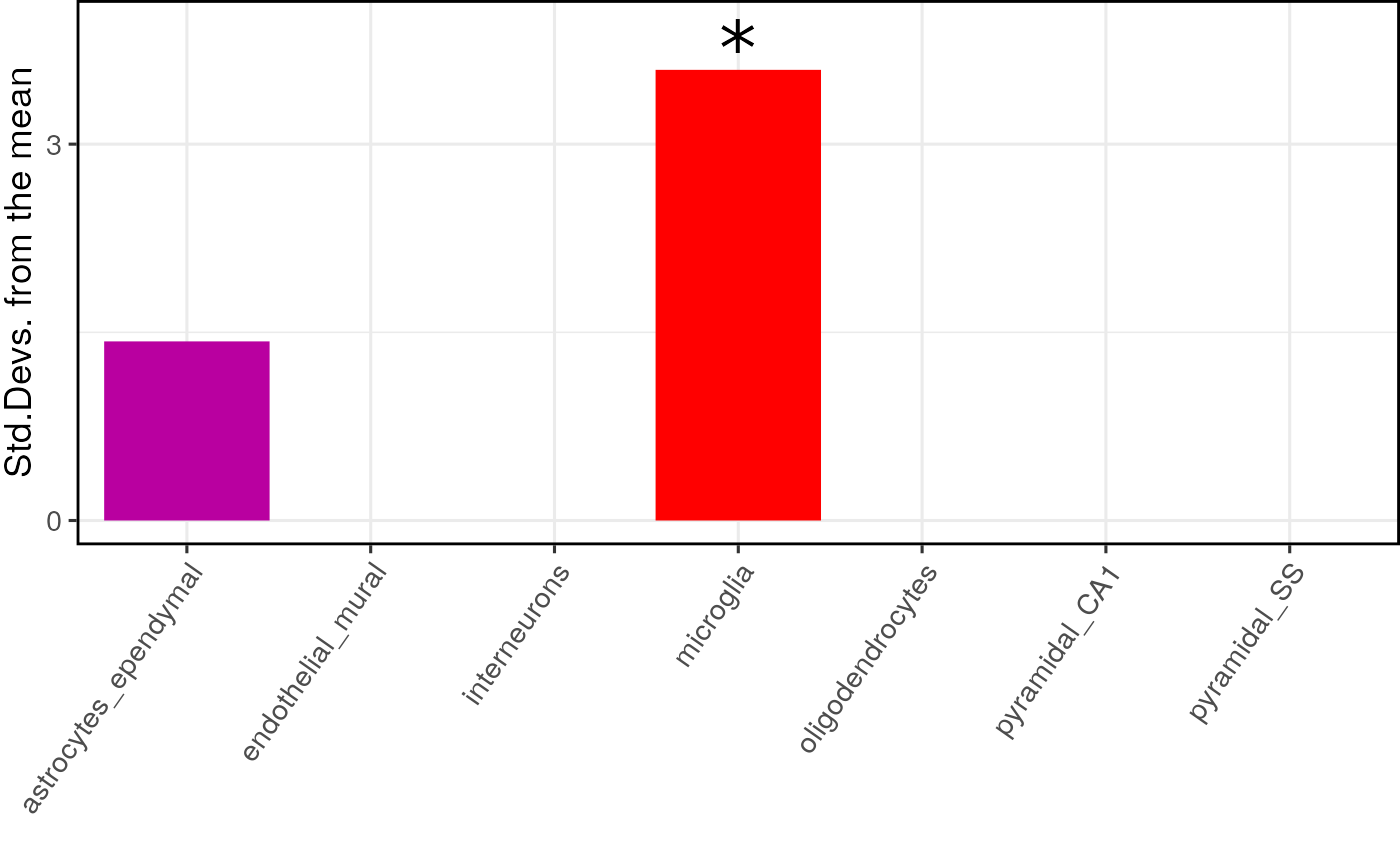 *
Std.Devs. from the mean
3
0
astrocytes_ependymal
endothelial_mural
interneurons
microglia
oligodendrocytes
pyramidal_CA1
pyramidal_SS